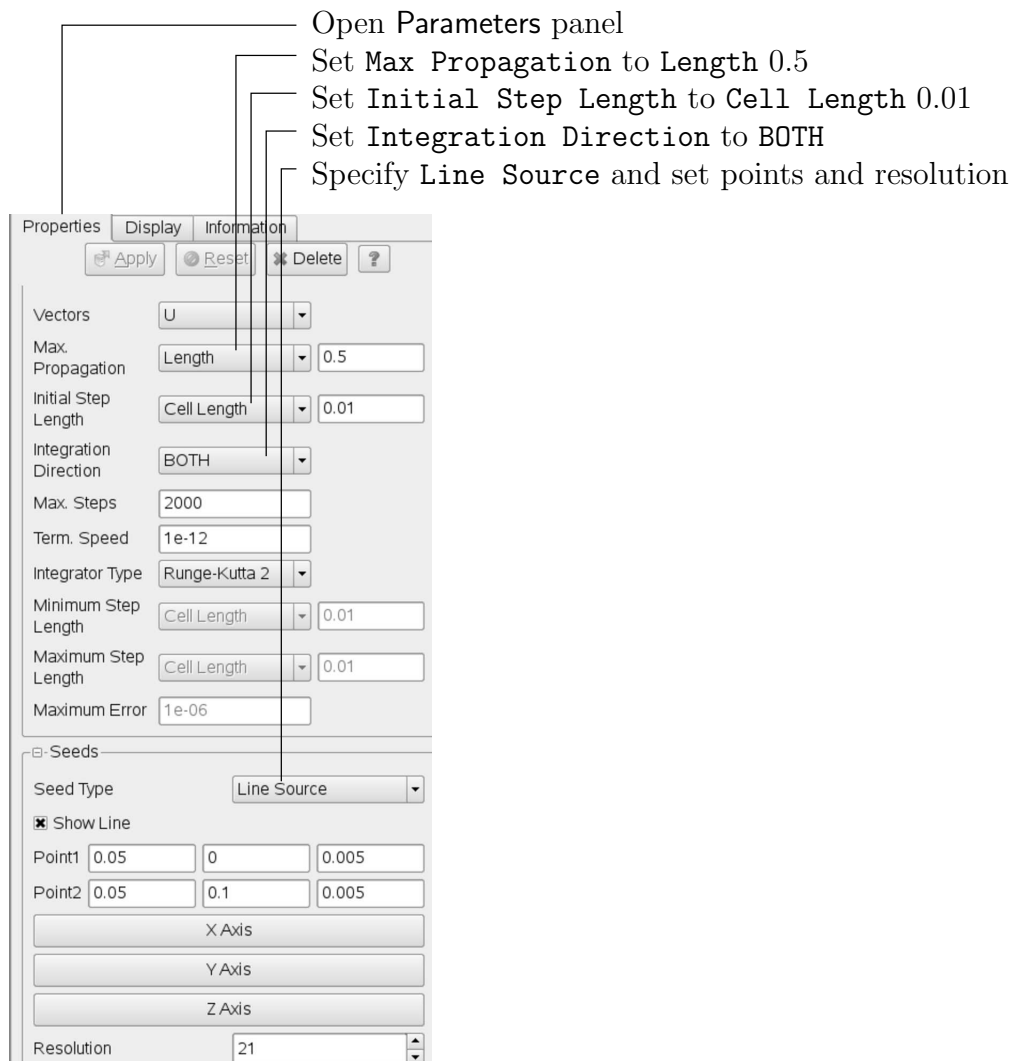 Open Parameters panel
Set Max Propagation to Length 0.5
Set Initial Step Length to Cell Length 0.01
Set Integration Direction to BOTH
Specify Line Source and set points and resolution
Properties Display Information
Apply Reset Delete ?
Vectors U
Max.
Propagation Length 0.5
Initial Step
Length Cell Length 0.01
Integration
Direction BOTH
Max. Steps 2000
Term. Speed 1e-12
Integrator Type Runge-Kutta 2
Minimum Step
Length Cell Length 0.01
Maximum Step
Length Cell Length 0.01
Maximum Error 1e-06
Seeds
Seed Type Line Source
Show Line
Point1 0.05 0 0.005
Point2 0.05 0.1 0.005
X Axis
Y Axis
Z Axis
Resolution 21